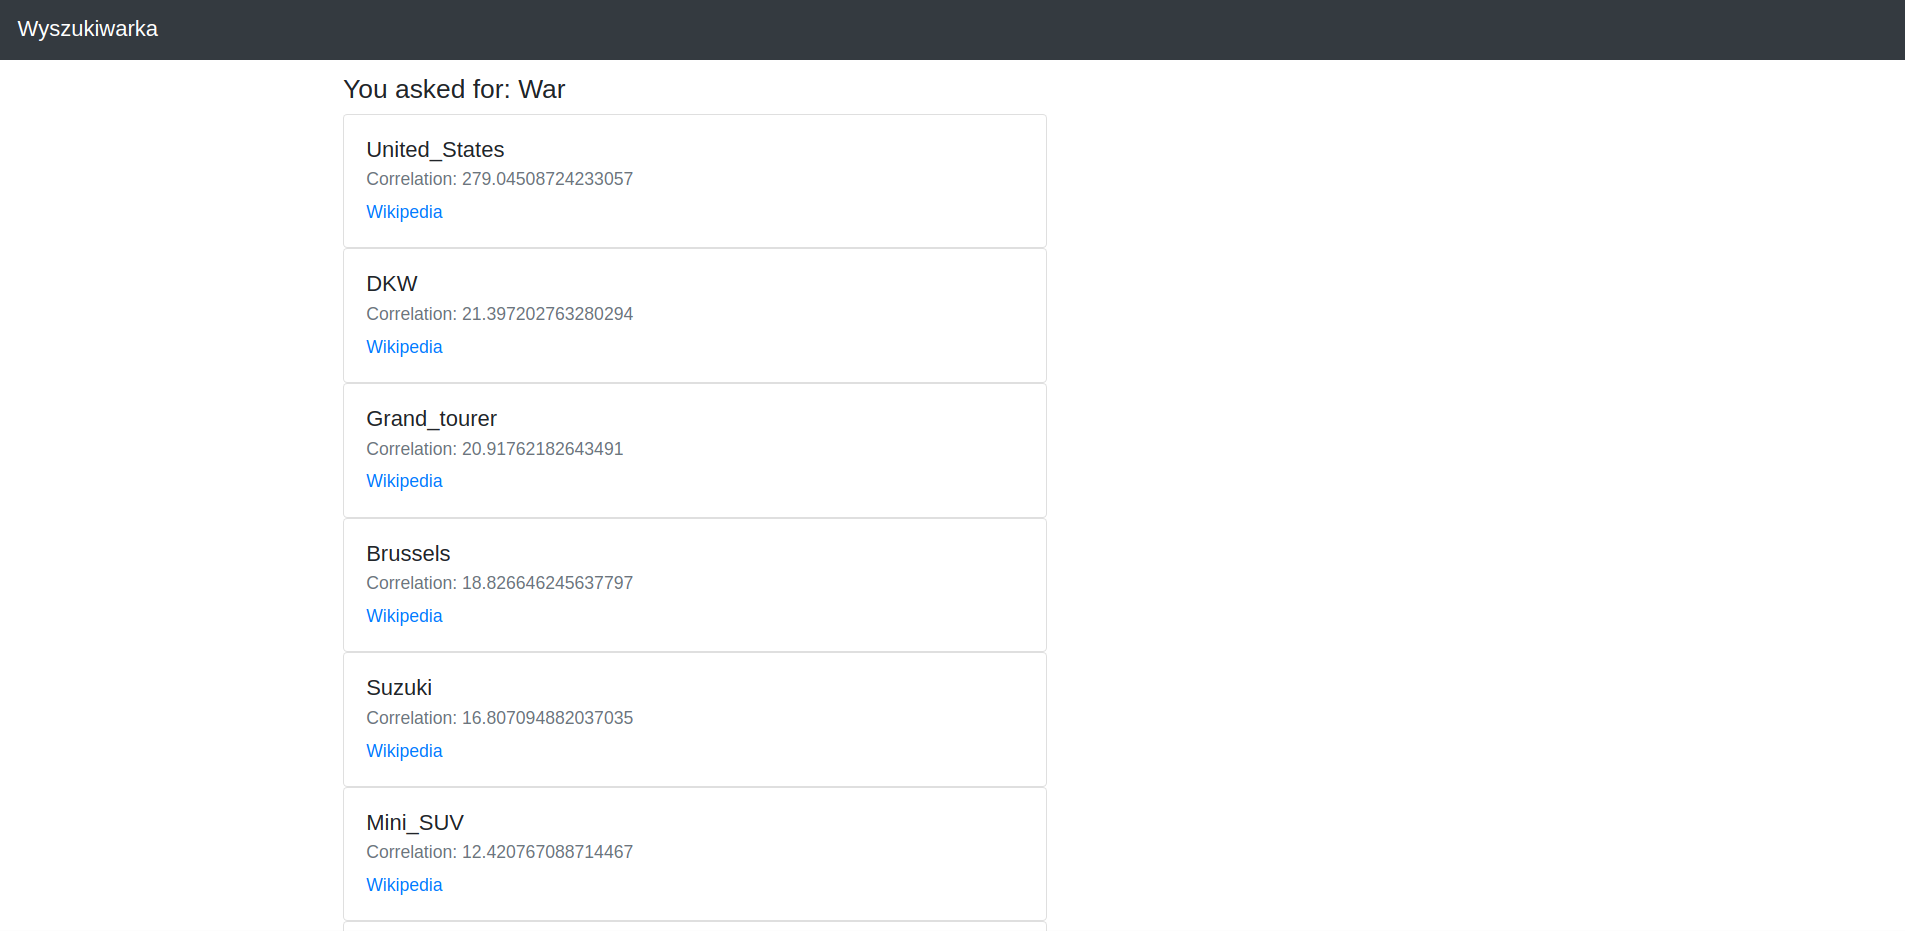 Wyszukiwarka
You asked for: War
United_States
Correlation: 279.04508724233057
Wikipedia
DKW
Correlation: 21.397202763280294
Wikipedia
Grand_tourer
Correlation: 20.91762182643491
Wikipedia
Brussels
Correlation: 18.826646245637797
Wikipedia
Suzuki
Correlation: 16.807094882037035
Wikipedia
Mini_SUV
Correlation: 12.420767088714467
Wikipedia